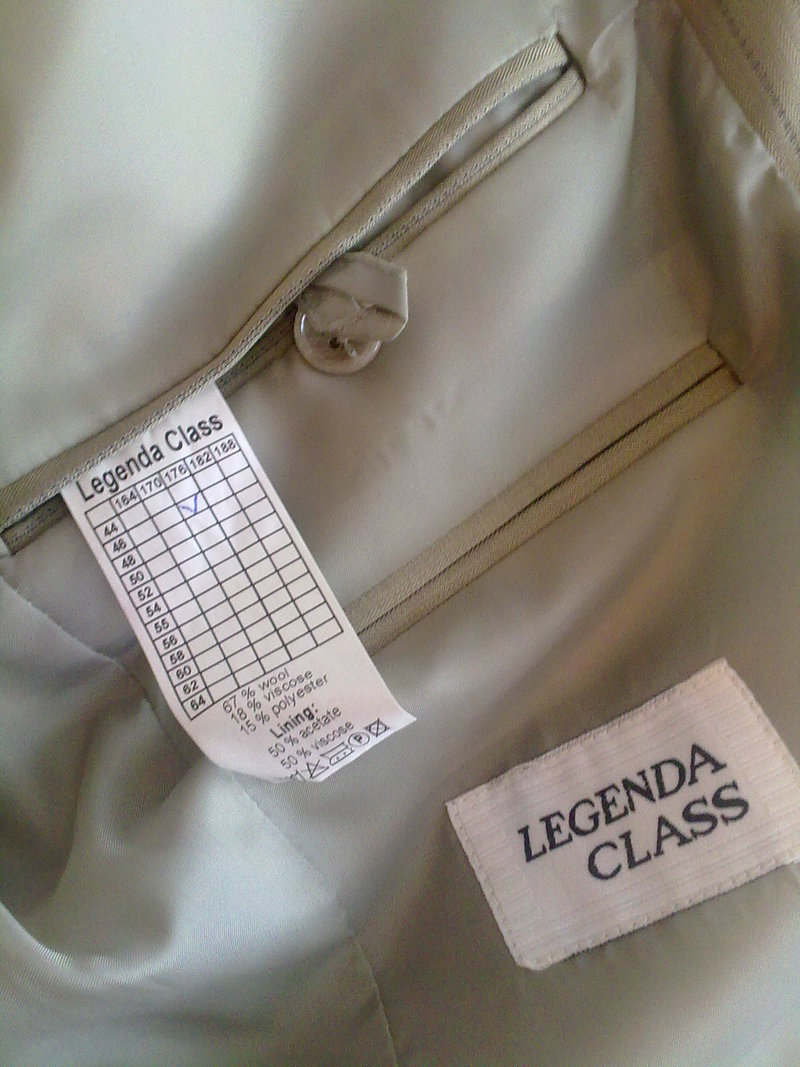 Legenda Class
164 170 176 182 188
44
46
48
50
52
54
55
56
58
60
62
64
67 % wool
18 % viscose
15 % polyester
Lining:
50 % acetate
50 % viscose
P
LEGENDA
CLASS